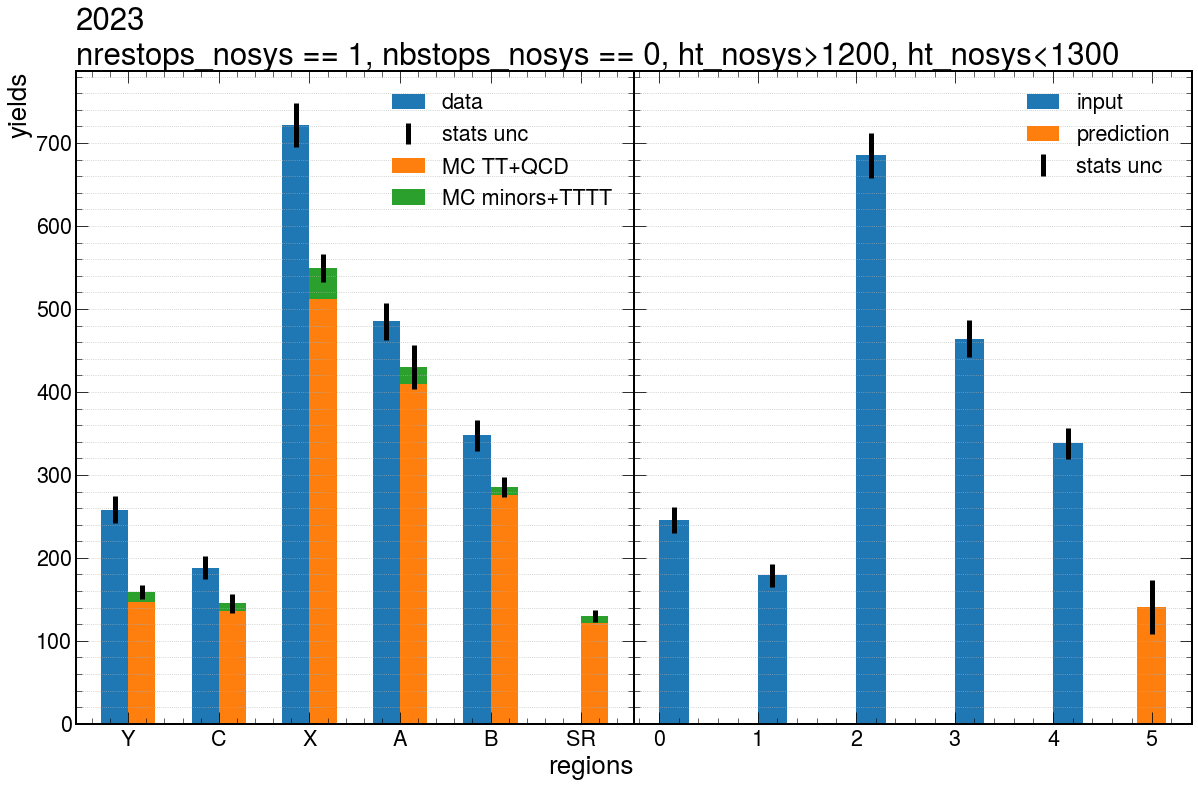 2023
nrestops_nosys == 1, nbstops_nosys == 0, ht_nosys>1200, ht_nosys<1300
yields
700
600
500
400
300
200
100
0
data
stats unc
MC TT+QCD
MC minors+TTTT
input
prediction
stats unc
Y C X A B SR
0 1 2 3 4 5
regions